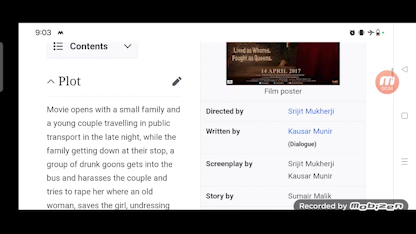 9:03
Contents
Plot
Movie opens with a small family and
a young couple travelling in public
transport in the late night, while the
family getting down at their stop, a
group of drunk goons gets into the
bus and harasses the couple and
tries to rape her where an old
woman, saves the girl, undressing
Lived as Whores.
Fought as Queens.
14 APRIL 2017
Film poster
Directed by Srijit Mukherji
Written by Kausar Munir
(Dialogue)
Screenplay by Srijit Mukherji
Kausar Munir
Story by Sumair Malik
Recorded by MOBIZEN